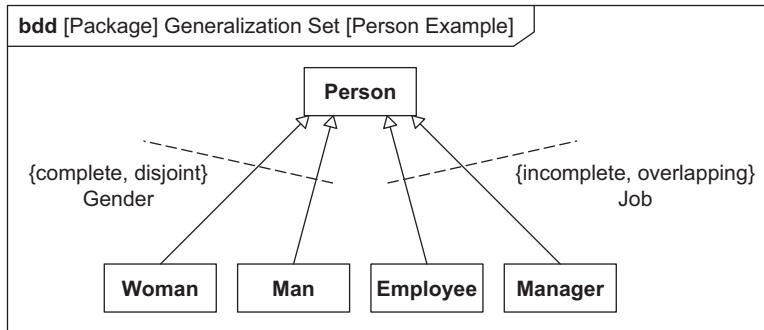 bdd [Package] Generalization Set [Person Example]
Person
{complete, disjoint}
Gender
{incomplete, overlapping}
Job
Woman
Man
Employee
Manager